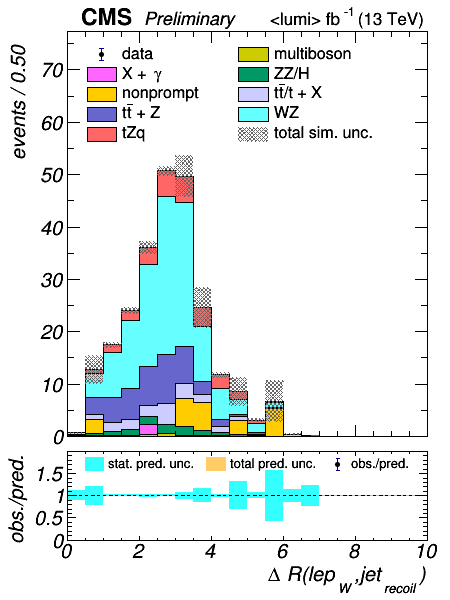 CMS Preliminary <lumi> fb⁻¹ (13 TeV)
events / 0.50
data
multiboson
X + γ
ZZ/H
nonprompt
tt̄/t + X
tt̄ + Z
WZ
tZq
total sim. unc.
70
60
50
40
30
20
10
0
obs./pred.
stat. pred. unc. total pred. unc. obs./pred.
1.5
1
0.5
0
0 2 4 6 8 10
Δ R(lep_W,jet_recoil)